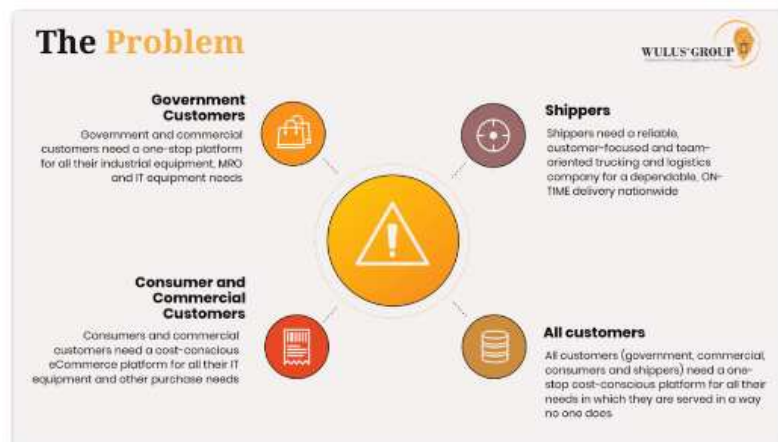 The Problem
WULUS GROUP
Government
Customers
Government and commercial
customers need a one-stop platform
for all their industrial equipment, MRO
and IT equipment needs
Shippers
Shippers need a reliable,
customer-focused and team-
oriented trucking and logistics
company for a dependable, ON-
TIME delivery nationwide
Consumer and
Commercial
Customers
Consumers and commercial
customers need a cost-conscious
eCommerce platform for all their IT
equipment and other purchase needs
All customers
All customers (government, commercial,
consumers and shippers) need a one-
stop cost-conscious platform for all their
needs in which they are served in a way
no one does